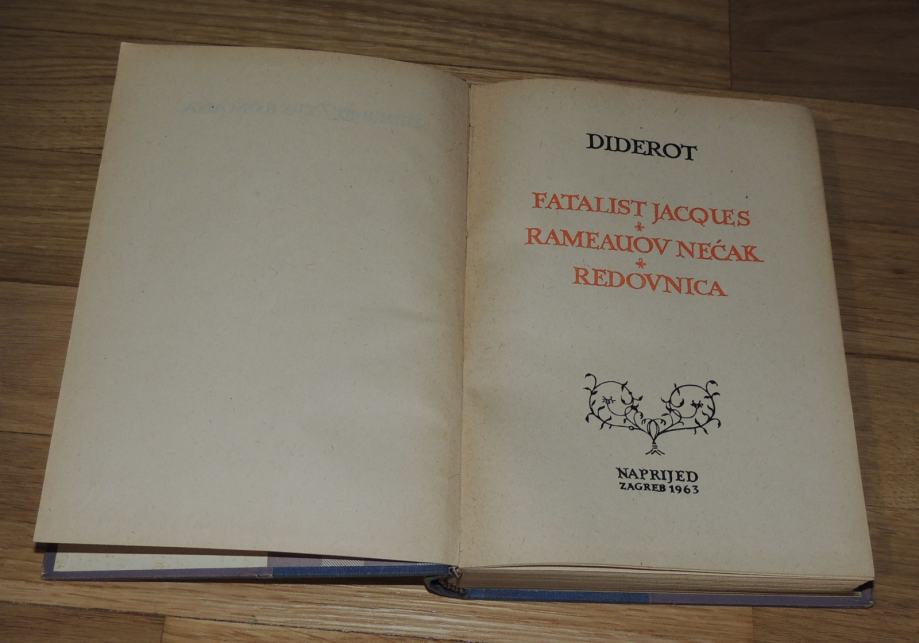 DIDEROT
FATALIST JACQUES
*
RAMEAUOV NEĆAK
*
REDOVNICA
NAPRIJED
ZAGREB 1963